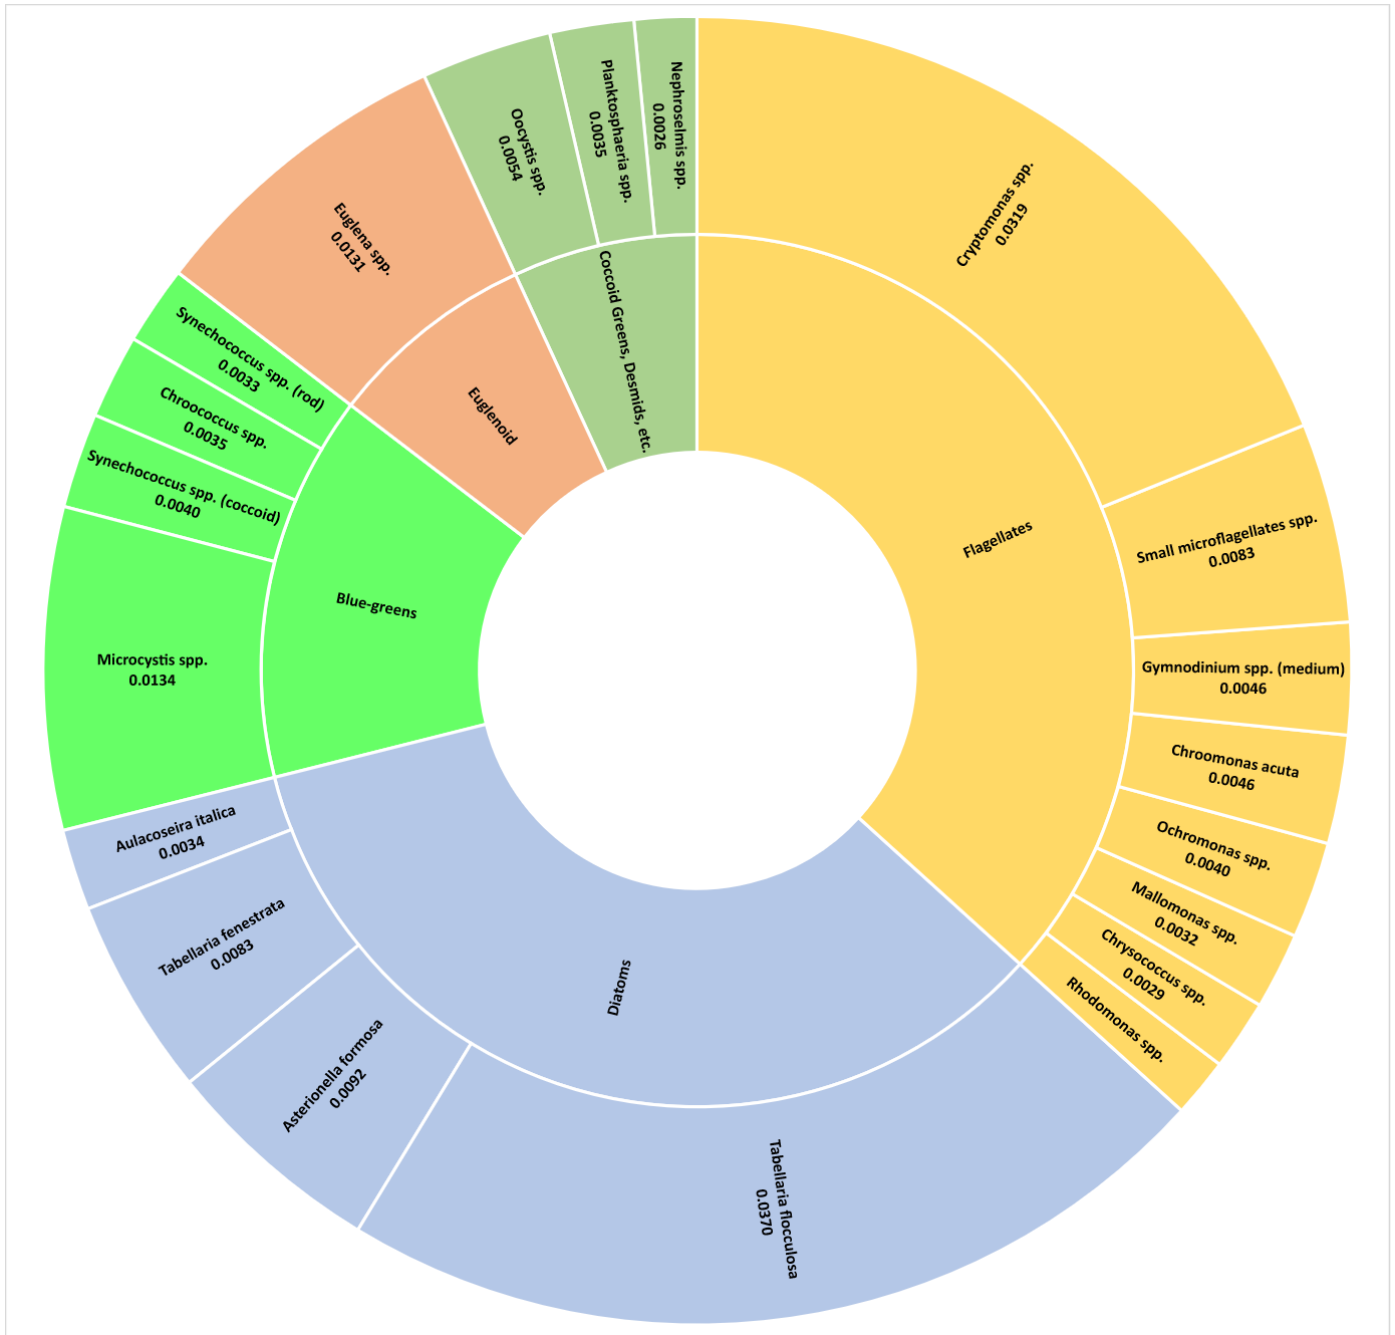 Cryptomonas spp.
0.0319
Small microflagellates spp.
0.0083
Gymnodinium spp. (medium)
0.0046
Chroomonas acuta
0.0046
Ochromonas spp.
0.0040
Mallomonas spp.
0.0032
Chrysococcus spp.
0.0029
Rhodomonas spp.
Flagellates
Tabellaria flocculosa
0.0370
Asterionella formosa
0.0092
Tabellaria fenestrata
0.0083
Aulacoseira italica
0.0034
Diatoms
Microcystis spp.
0.0134
Synechococcus spp. (coccoid)
0.0040
Chroococcus spp.
0.0035
Synechococcus spp. (rod)
0.0033
Blue-greens
Euglena spp.
0.0131
Euglenoid
Oocystis spp.
0.0054
Planktosphaeria spp.
0.0035
Nephroselmis spp.
0.0026
Coccoid Greens, Desmids, etc.